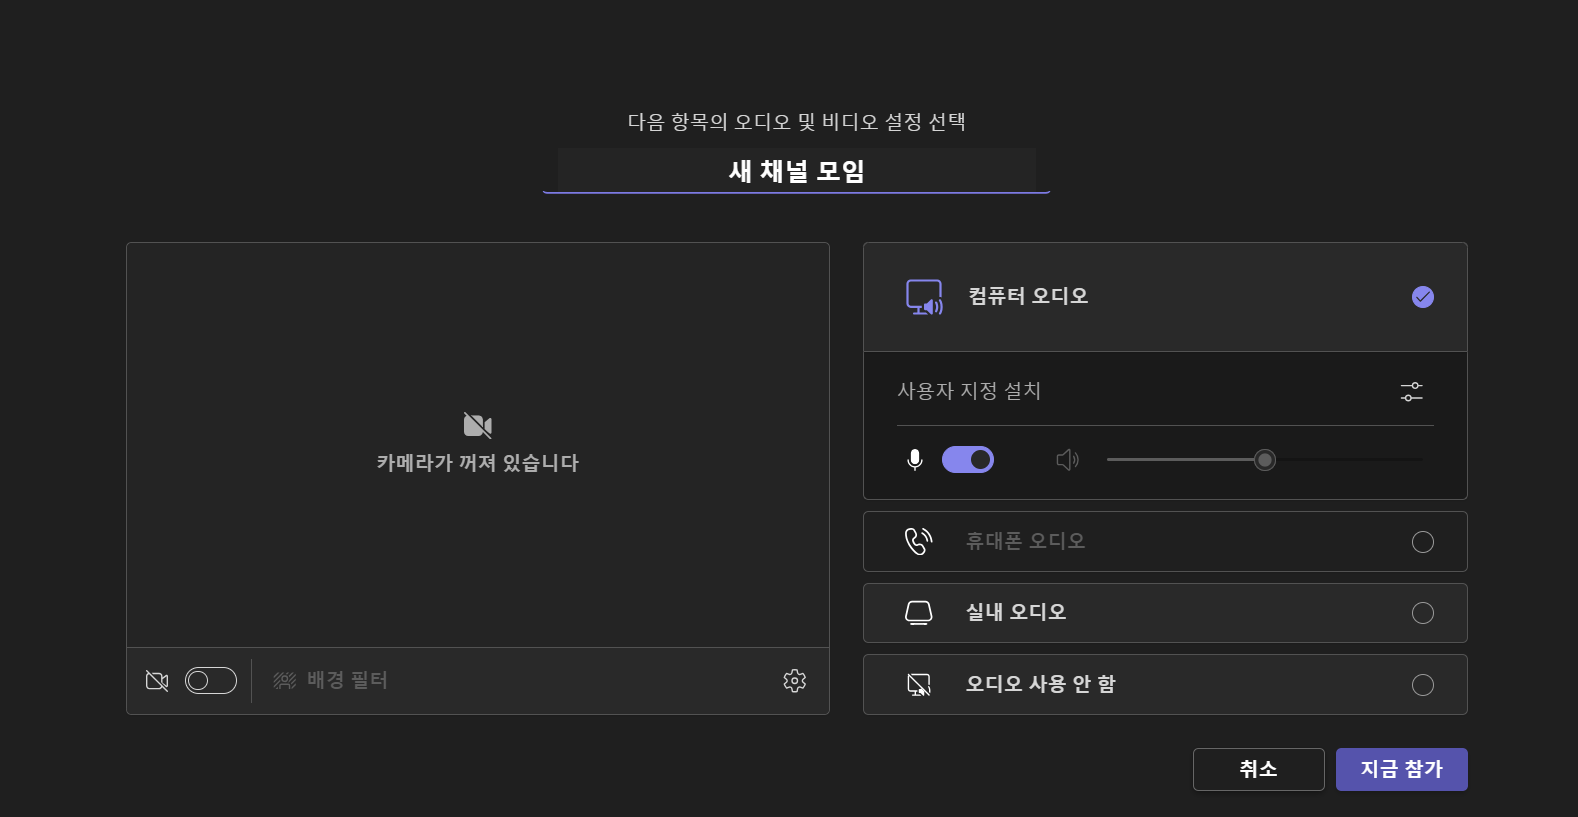 다음 항목의 오디오 및 비디오 설정 선택
새 채널 모임
카메라가 꺼져 있습니다
배경 필터
컴퓨터 오디오
사용자 지정 설치
휴대폰 오디오
실내 오디오
오디오 사용 안 함
취소
지금 참가